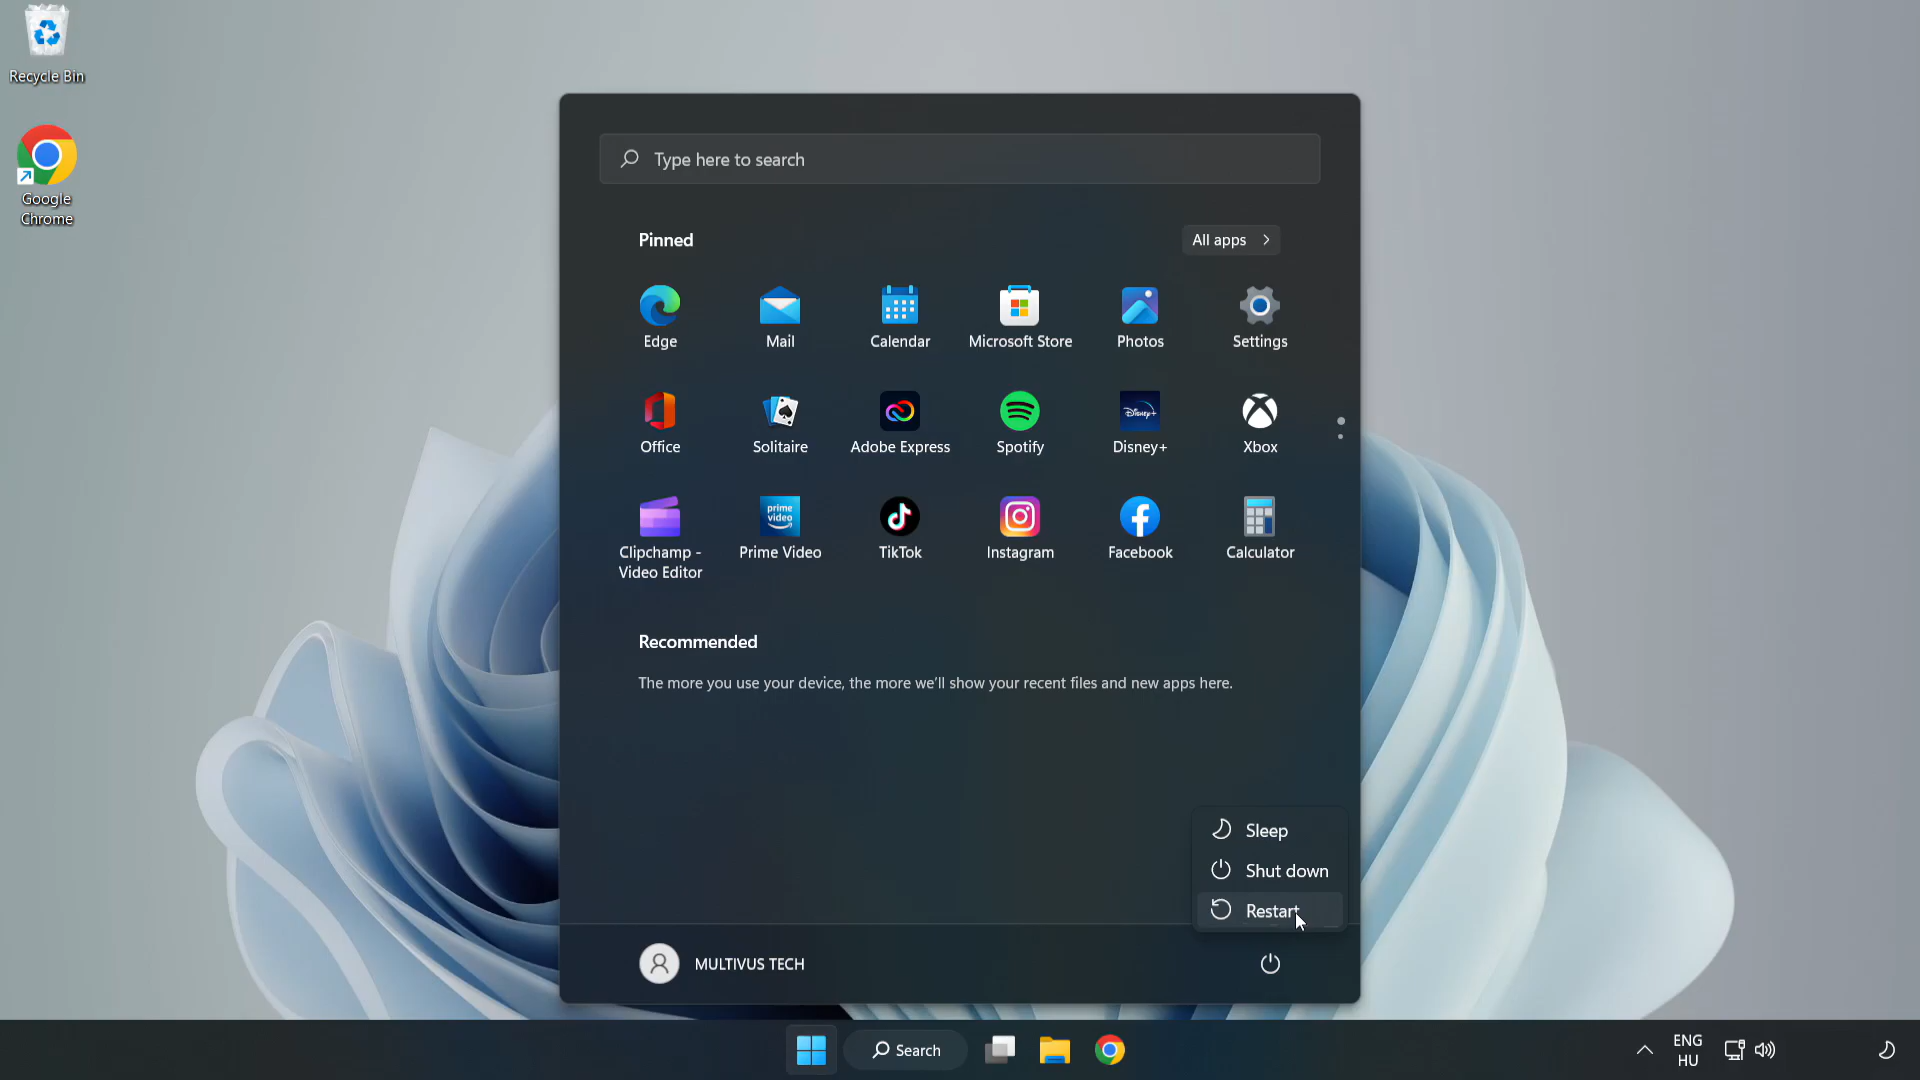 Recycle Bin
Google
Chrome
Type here to search
Pinned
All apps
Edge
Mail
Calendar
Microsoft Store
Photos
Settings
Office
Solitaire
Adobe Express
Spotify
Disney+
Disney+
Xbox
prime
video
Clipchamp -
Video Editor
Prime Video
TikTok
Instagram
Facebook
Calculator
Recommended
The more you use your device, the more we’ll show your recent files and new apps here.
Sleep
Shut down
Restart
MULTIVUS TECH
Search
ENG
HU